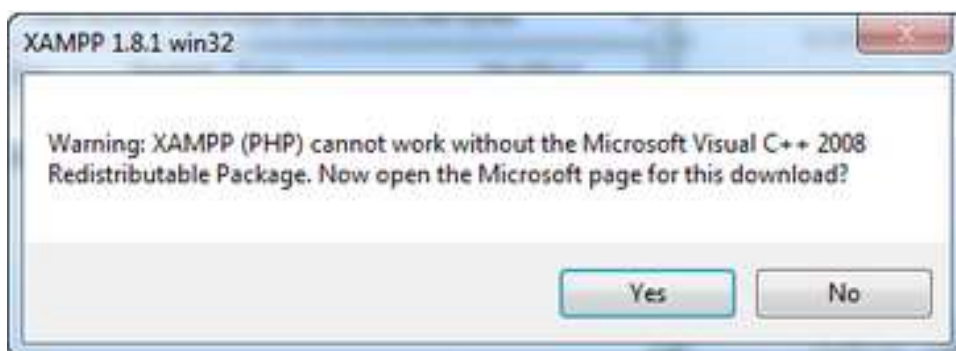 XAMPP 1.8.1 win32
Warning: XAMPP (PHP) cannot work without the Microsoft Visual C++ 2008
Redistributable Package. Now open the Microsoft page for this download?
Yes No